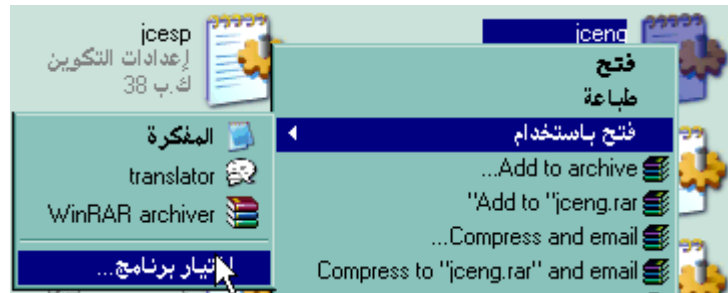 jceng
jcesp
إعدادات التكوين
38 ك.ب
فتح
طباعة
فتح باستخدام
Add to archive...
Add to "jceng.rar"
Compress and email...
Compress to "jceng.rar" and email
المفكرة
translator
WinRAR archiver
اختيار برنامج...